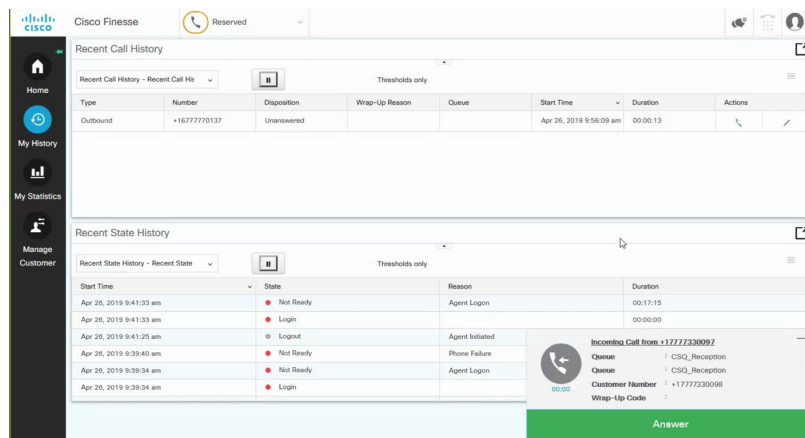 CISCO
Cisco Finesse
Reserved
Home
My History
My Statistics
Manage
Customer
Recent Call History
Recent Call History - Recent Call His
Thresholds only
Type Number Disposition Wrap-Up Reason Queue Start Time Duration Actions
Outbound +16777770137 Unanswered Apr 26, 2019 9:56:09 am 00:00:13
Recent State History
Recent State History - Recent State
Thresholds only
Start Time State Reason Duration
Apr 26, 2019 9:41:33 am Not Ready Agent Logon 00:17:15
Apr 26, 2019 9:41:33 am Login 00:00:00
Apr 26, 2019 9:41:25 am Logout Agent Initiated
Apr 26, 2019 9:39:40 am Not Ready Phone Failure
Apr 26, 2019 9:39:34 am Not Ready Agent Logon
Apr 26, 2019 9:39:34 am Login
Incoming Call from +17777330097
Queue : CSQ_Reception
Queue : CSQ_Reception
Customer Number : +17777330098
Wrap-Up Code :
00:00
Answer